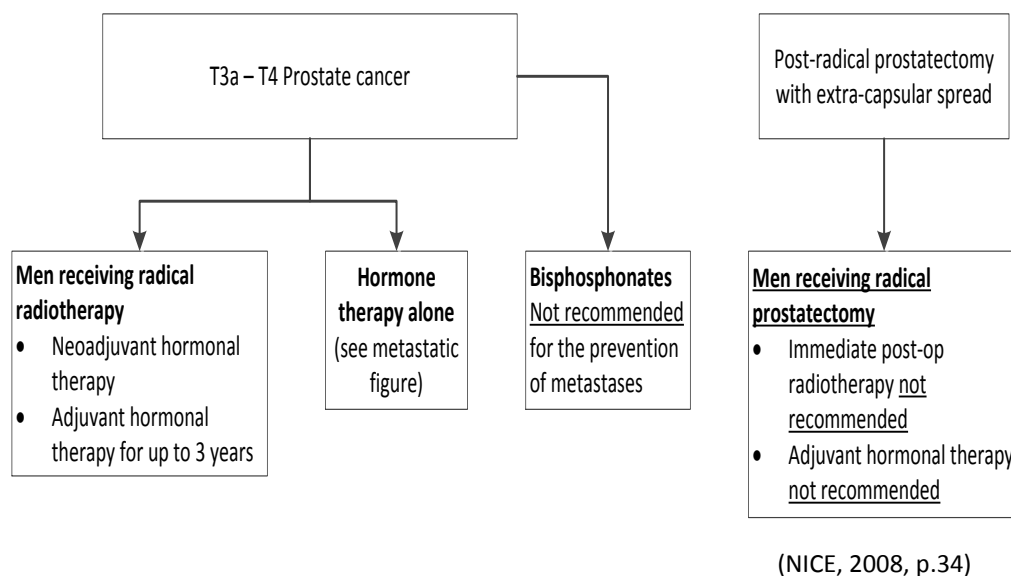 T3a – T4 Prostate cancer
Post-radical prostatectomy
with extra-capsular spread
Men receiving radical
radiotherapy
• Neoadjuvant hormonal
therapy
• Adjuvant hormonal
therapy for up to 3 years
Hormone
therapy alone
(see metastatic
figure)
Bisphosphonates
Not recommended
for the prevention
of metastases
Men receiving radical
prostatectomy
• Immediate post-op
radiotherapy not
recommended
• Adjuvant hormonal therapy
not recommended
(NICE, 2008, p.34)